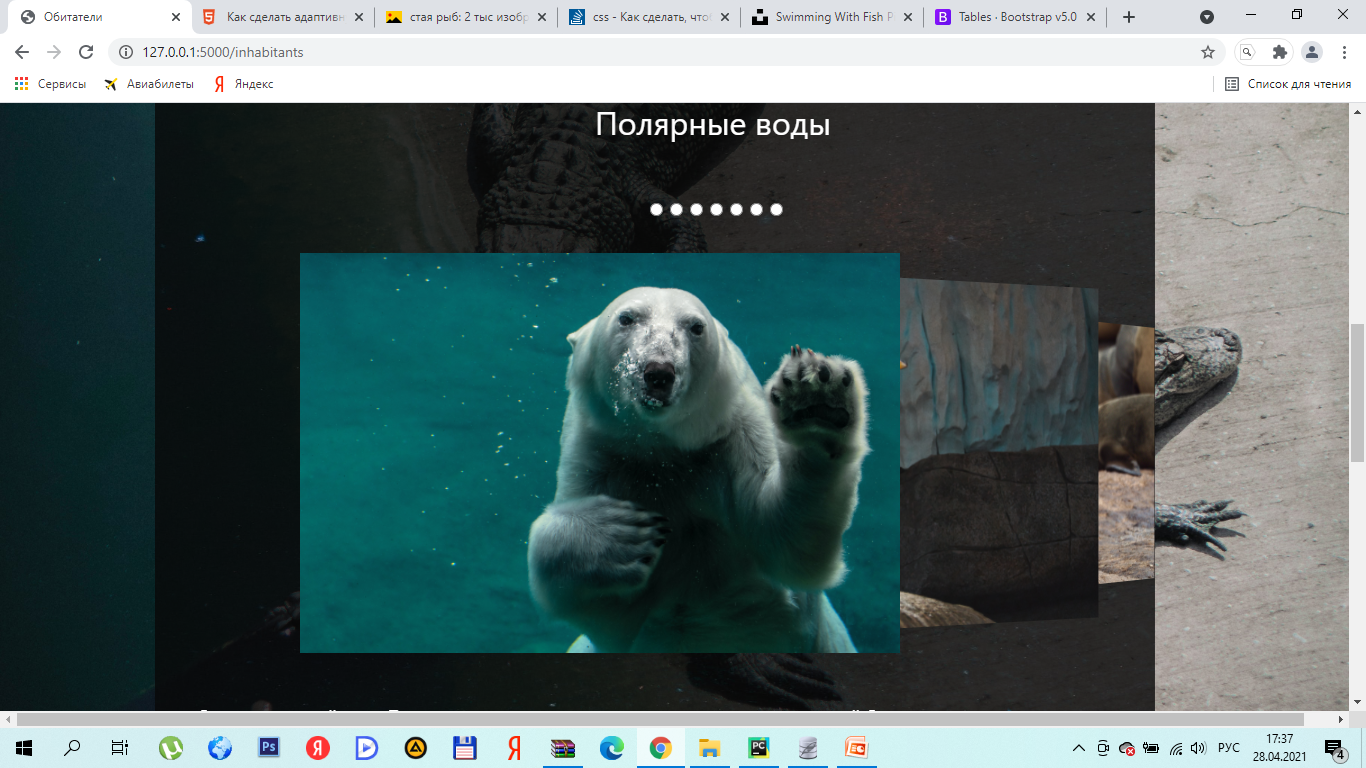 Обитатели
Как сделать адаптивн
стая рыб: 2 тыс изобр
css - Как сделать, что
Swimming With Fish P
Tables · Bootstrap v5.0
127.0.0.1:5000/inhabitants
Сервисы
Авиабилеты
Яндекс
Список для чтения
Полярные воды
РУС
17:37
28.04.2021
4